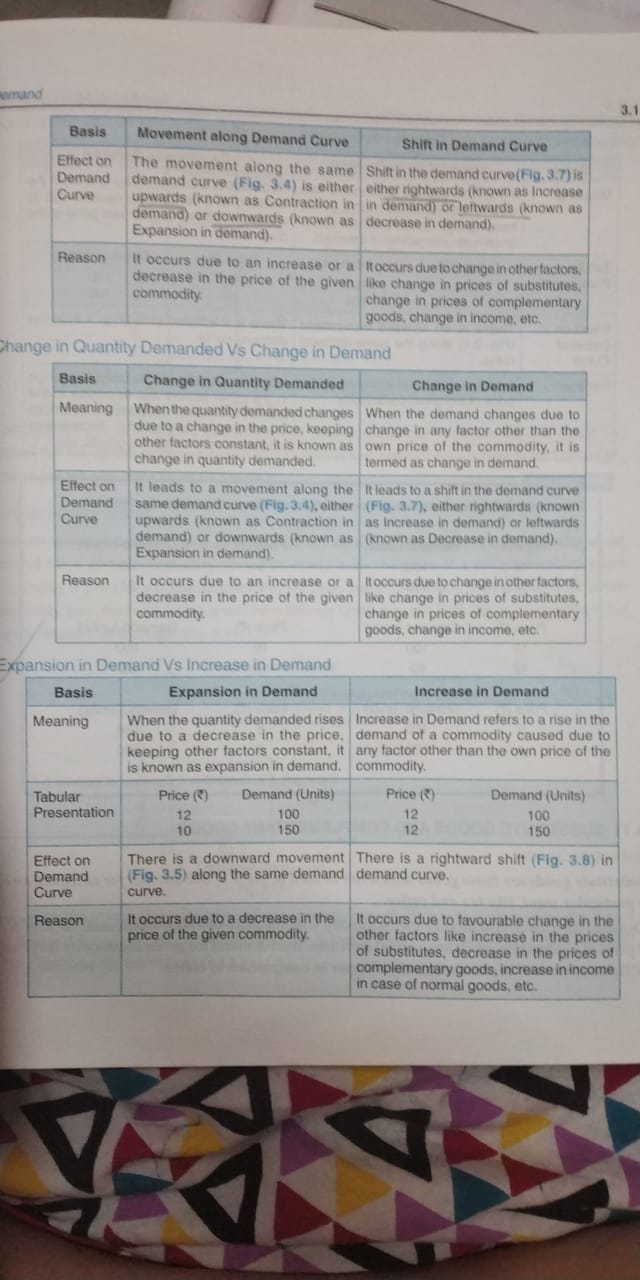 emand
3.1
Basis
Movement along Demand Curve
Shift in Demand Curve
Effect on
Demand
Curve
The movement along the same
demand curve (Fig. 3.4) is either
upwards (known as Contraction in
demand) or downwards (known as
Expansion in demand).
Shift in the demand curve (Fig. 3.7) is
either rightwards (known as Increase
in demand) or leftwards (known as
decrease in demand).
Reason
It occurs due to an increase or a
decrease in the price of the given
commodity.
It occurs due to change in other factors,
like change in prices of substitutes,
change in prices of complementary
goods, change in income, etc.
Change in Quantity Demanded Vs Change in Demand
Basis
Change in Quantity Demanded
Change in Demand
Meaning
When the quantity demanded changes
due to a change in the price, keeping
other factors constant, it is known as
change in quantity demanded.
When the demand changes due to
change in any factor other than the
own price of the commodity, it is
termed as change in demand.
Effect on
Demand
Curve
It leads to a movement along the
same demand curve (Fig. 3.4), either
upwards (known as Contraction in
demand) or downwards (known as
Expansion in demand).
It leads to a shift in the demand curve
(Fig. 3.7), either rightwards (known
as Increase in demand) or leftwards
(known as Decrease in demand).
Reason
It occurs due to an increase or a
decrease in the price of the given
commodity.
It occurs due to change in other factors,
like change in prices of substitutes,
change in prices of complementary
goods, change in income, etc.
Expansion in Demand Vs Increase in Demand
Basis
Expansion in Demand
Increase in Demand
Meaning
When the quantity demanded rises
due to a decrease in the price,
keeping other factors constant, it
is known as expansion in demand.
Increase in Demand refers to a rise in the
demand of a commodity caused due to
any factor other than the own price of the
commodity.
Tabular
Presentation
Price (₹) Demand (Units)
12 100
10 150
Price (₹) Demand (Units)
12 100
12 150
Effect on
Demand
Curve
There is a downward movement
(Fig. 3.5) along the same demand
curve.
There is a rightward shift (Fig. 3.8) in
demand curve.
Reason
It occurs due to a decrease in the
price of the given commodity.
It occurs due to favourable change in the
other factors like increase in the prices
of substitutes, decrease in the prices of
complementary goods, increase in income
in case of normal goods, etc.